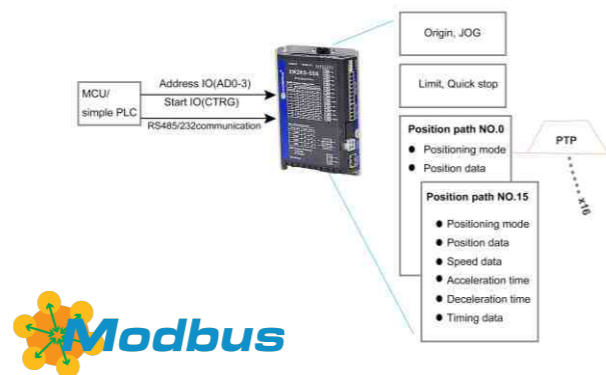 Origin, JOG
Address IO(AD0-3)
MCU/
simple PLC
Start IO(CTRG)
RS485/232communication
Limit, Quick stop
Position path NO.0
Positioning mode
Position data
PTP
x16
Position path NO.15
Positioning mode
Position data
Speed data
Acceleration time
Deceleration time
Timing data
Modbus